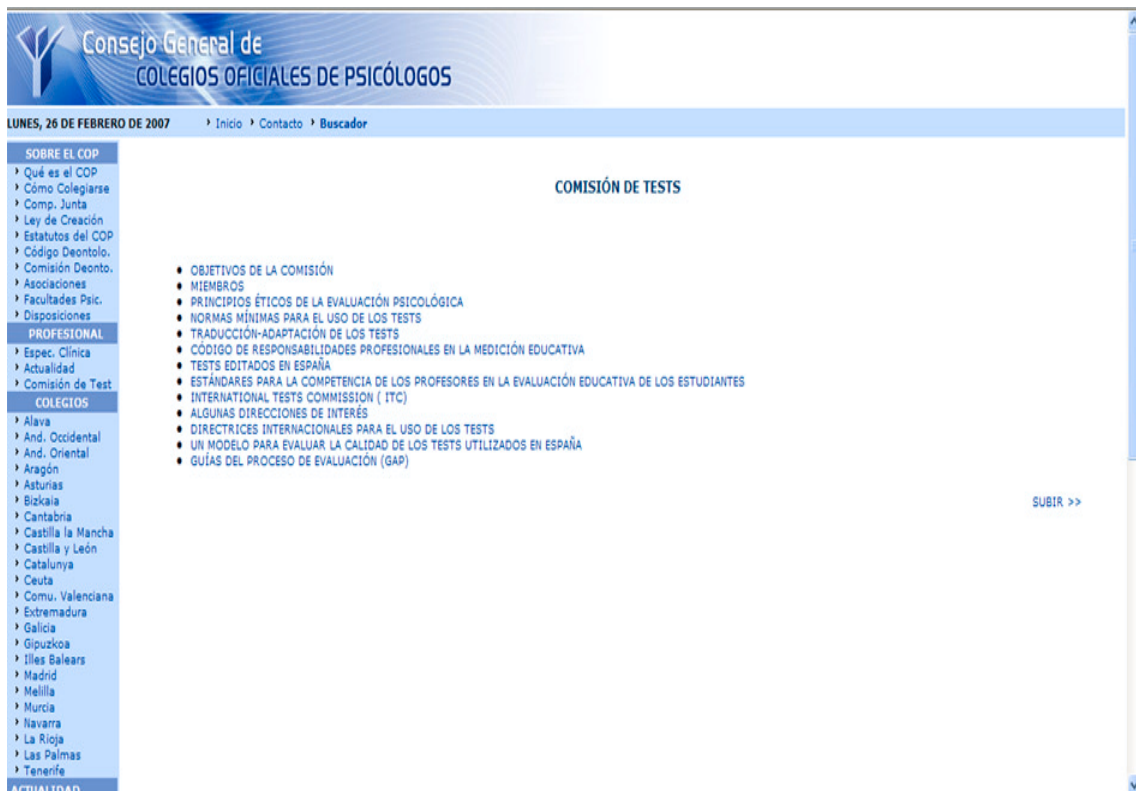 Consejo General de
COLEGIOS OFICIALES DE PSICÓLOGOS
LUNES, 26 DE FEBRERO DE 2007 Inicio Contacto Buscador
SOBRE EL COP
Qué es el COP
Cómo Colegiarse
Comp. Junta
Ley de Creación
Estatutos del COP
Código Deontolo.
Comisión Deonto.
Asociaciones
Facultades Psic.
Disposiciones
PROFESIONAL
Espec. Clínica
Actualidad
Comisión de Test
COLEGIOS
Alava
And. Occidental
And. Oriental
Aragón
Asturias
Bizkaia
Cantabria
Castilla la Mancha
Castilla y León
Catalunya
Ceuta
Comu. Valenciana
Extremadura
Galicia
Gipuzkoa
Illes Balears
Madrid
Melilla
Murcia
Navarra
La Rioja
Las Palmas
Tenerife
ACTUALIDAD
COMISIÓN DE TESTS
OBJETIVOS DE LA COMISIÓN
MIEMBROS
PRINCIPIOS ÉTICOS DE LA EVALUACIÓN PSICOLÓGICA
NORMAS MÍNIMAS PARA EL USO DE LOS TESTS
TRADUCCIÓN-ADAPTACIÓN DE LOS TESTS
CÓDIGO DE RESPONSABILIDADES PROFESIONALES EN LA MEDICIÓN EDUCATIVA
TESTS EDITADOS EN ESPAÑA
ESTÁNDARES PARA LA COMPETENCIA DE LOS PROFESORES EN LA EVALUACIÓN EDUCATIVA DE LOS ESTUDIANTES
INTERNATIONAL TESTS COMMISSION ( ITC)
ALGUNAS DIRECCIONES DE INTERÉS
DIRECTRICES INTERNACIONALES PARA EL USO DE LOS TESTS
UN MODELO PARA EVALUAR LA CALIDAD DE LOS TESTS UTILIZADOS EN ESPAÑA
GUÍAS DEL PROCESO DE EVALUACIÓN (GAP)
SUBIR >>